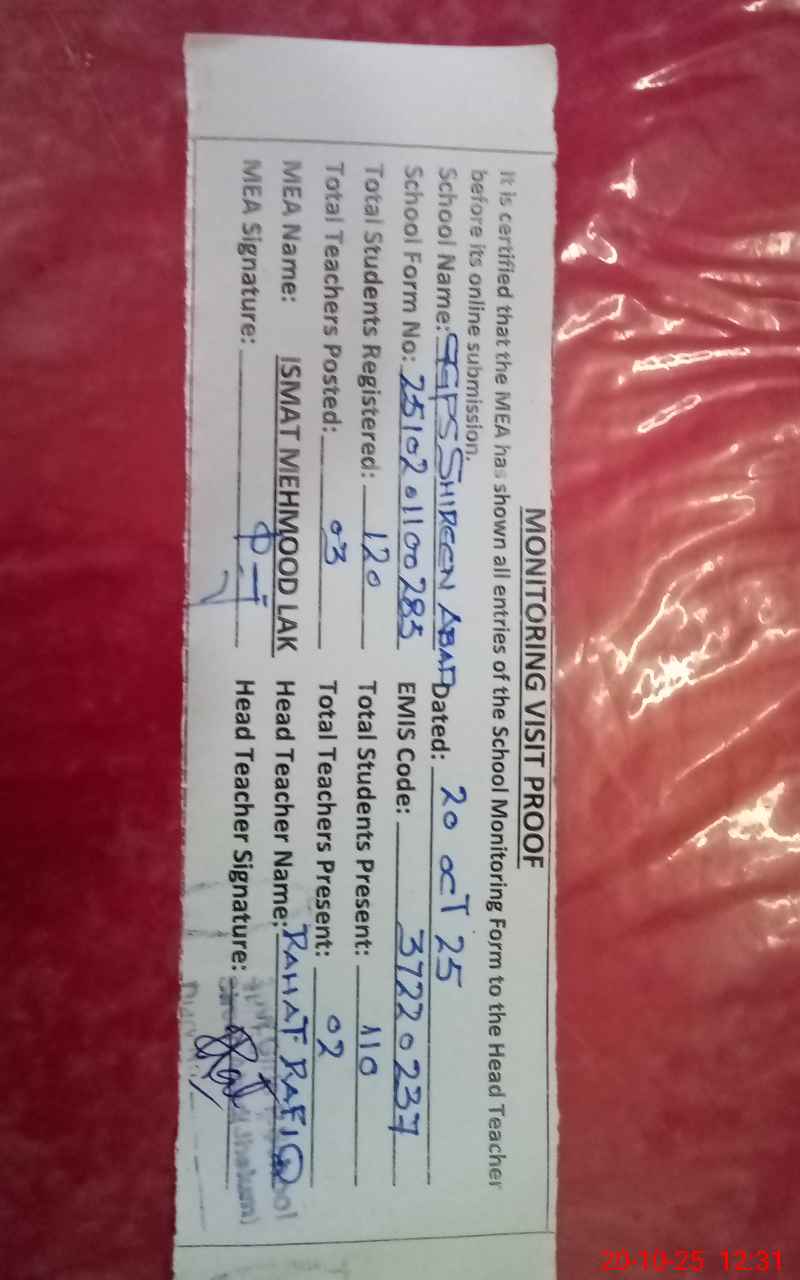 MONITORING VISIT PROOF
It is certified that the MEA has shown all entries of the School Monitoring Form to the Head Teacher
before its online submission.
School Name: GGPS SHIREEN ABAD Dated: 20 OCT 25
School Form No: 2510201100285 EMIS Code: 37220237
Total Students Registered: 120 Total Students Present: 110
Total Teachers Posted: 03 Total Teachers Present: 02
MEA Name: ISMAT MEHMOOD LAK Head Teacher Name: RAHAT RAFIQ
MEA Signature: Head Teacher Signature:
20-10-25 12:31